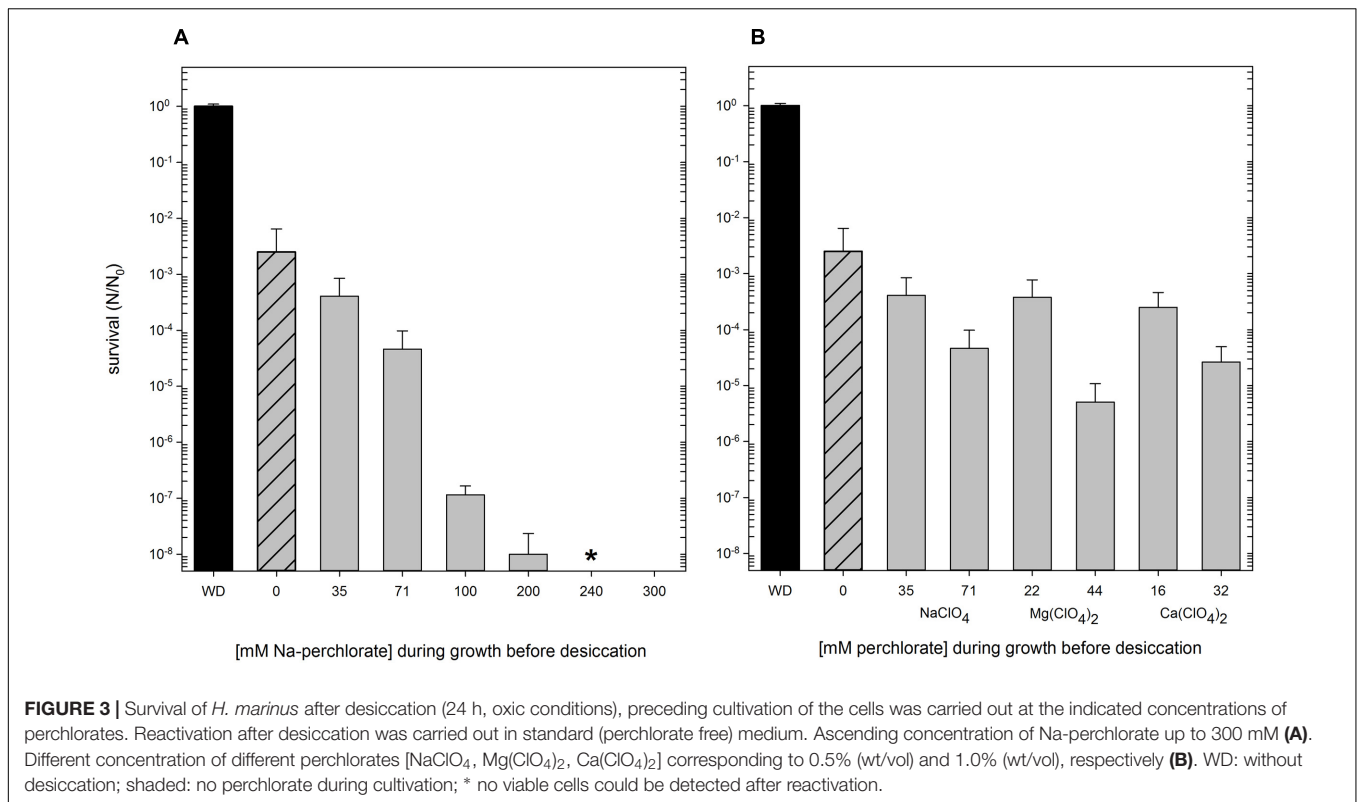 A
survival (N/N0)
10^0
10^-1
10^-2
10^-3
10^-4
10^-5
10^-6
10^-7
10^-8
*
WD 0 35 71 100 200 240 300
[mM Na-perchlorate] during growth before desiccation
B
10^0
10^-1
10^-2
10^-3
10^-4
10^-5
10^-6
10^-7
10^-8
WD 0 35 71 22 44 16 32
NaClO4 Mg(ClO4)2 Ca(ClO4)2
[mM perchlorate] during growth before desiccation
FIGURE 3 | Survival of H. marinus after desiccation (24 h, oxic conditions), preceding cultivation of the cells was carried out at the indicated concentrations of
perchlorates. Reactivation after desiccation was carried out in standard (perchlorate free) medium. Ascending concentration of Na-perchlorate up to 300 mM (A).
Different concentration of different perchlorates [NaClO4, Mg(ClO4)2, Ca(ClO4)2] corresponding to 0.5% (wt/vol) and 1.0% (wt/vol), respectively (B). WD: without
desiccation; shaded: no perchlorate during cultivation; * no viable cells could be detected after reactivation.